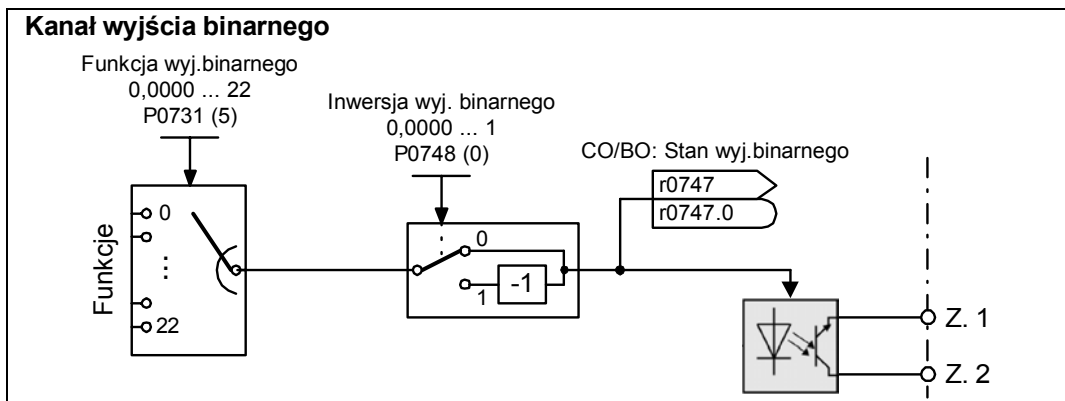 Kanał wyjścia binarnego
Funkcja wyj.binarnego
0,0000 ... 22
P0731 (5)
Inwersja wyj. binarnego
0,0000 ... 1
P0748 (0)
CO/BO: Stan wyj.binarnego
r0747
r0747.0
Funkcje
0
22
0
1
-1
Z. 1
Z. 2